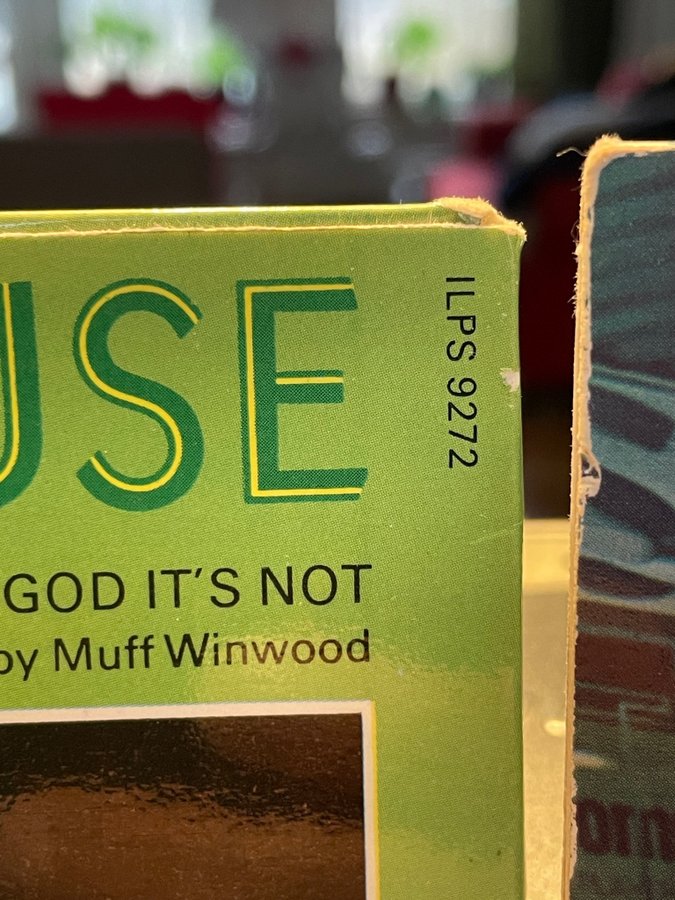 USE
ILPS 9272
GOD IT'S NOT
by Muff Winwood